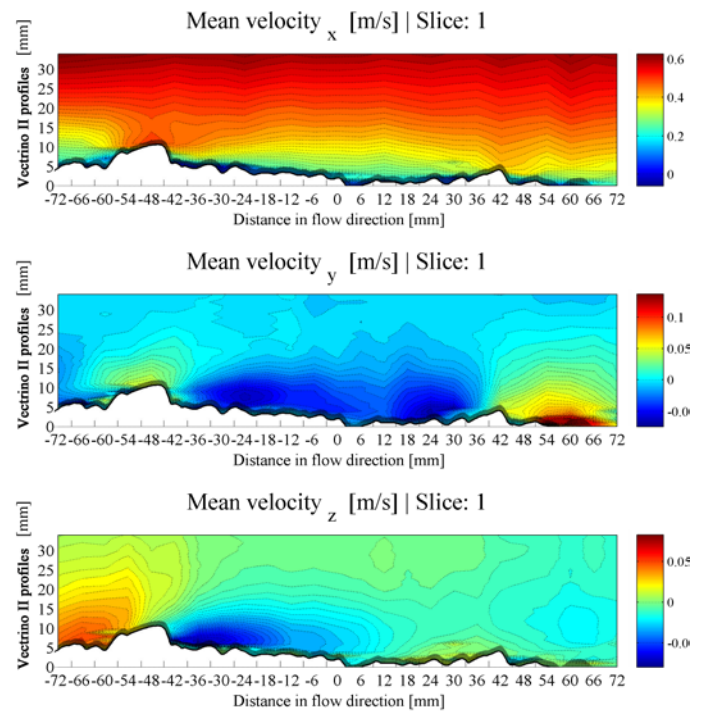 Mean velocity x [m/s] | Slice: 1
Vectrino II profiles [mm]
30
25
20
15
10
5
0
-72-66-60-54-48-42-36-30-24-18-12 -6 0 6 12 18 24 30 36 42 48 54 60 66 72
Distance in flow direction [mm]
0.6
0.4
0.2
0
Mean velocity y [m/s] | Slice: 1
Vectrino II profiles [mm]
30
25
20
15
10
5
0
-72-66-60-54-48-42-36-30-24-18-12 -6 0 6 12 18 24 30 36 42 48 54 60 66 72
Distance in flow direction [mm]
0.1
0.05
0
Mean velocity z [m/s] | Slice: 1
Vectrino II profiles [mm]
30
25
20
15
10
5
0
-72-66-60-54-48-42-36-30-24-18-12 -6 0 6 12 18 24 30 36 42 48 54 60 66 72
Distance in flow direction [mm]
0.05
0